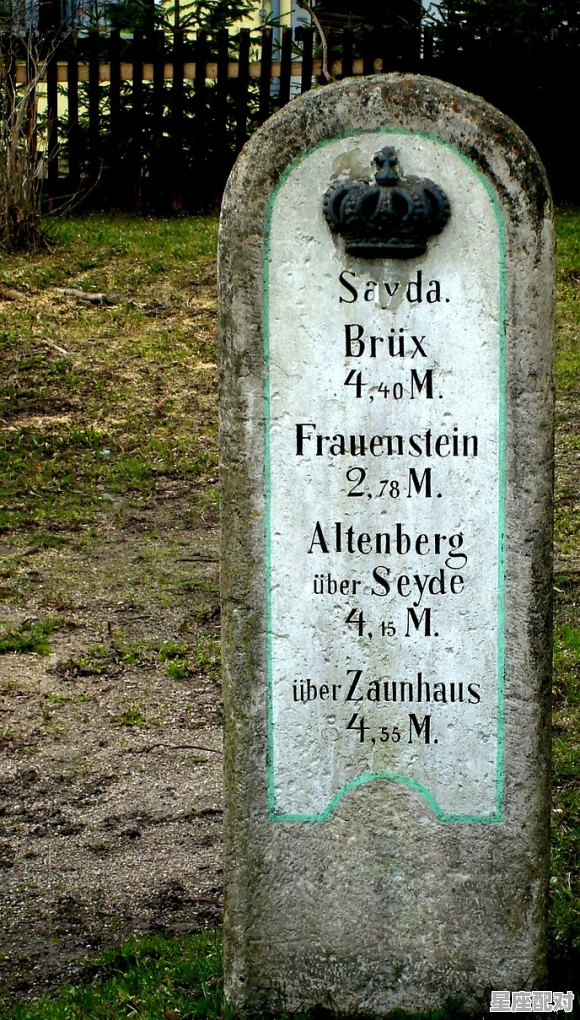 Sayda.
Brüx
4,40 M.
Frauenstein
2,78 M.
Altenberg
über Seyde
4,15 M.
über Zaunhaus
4,55 M.
星座配对